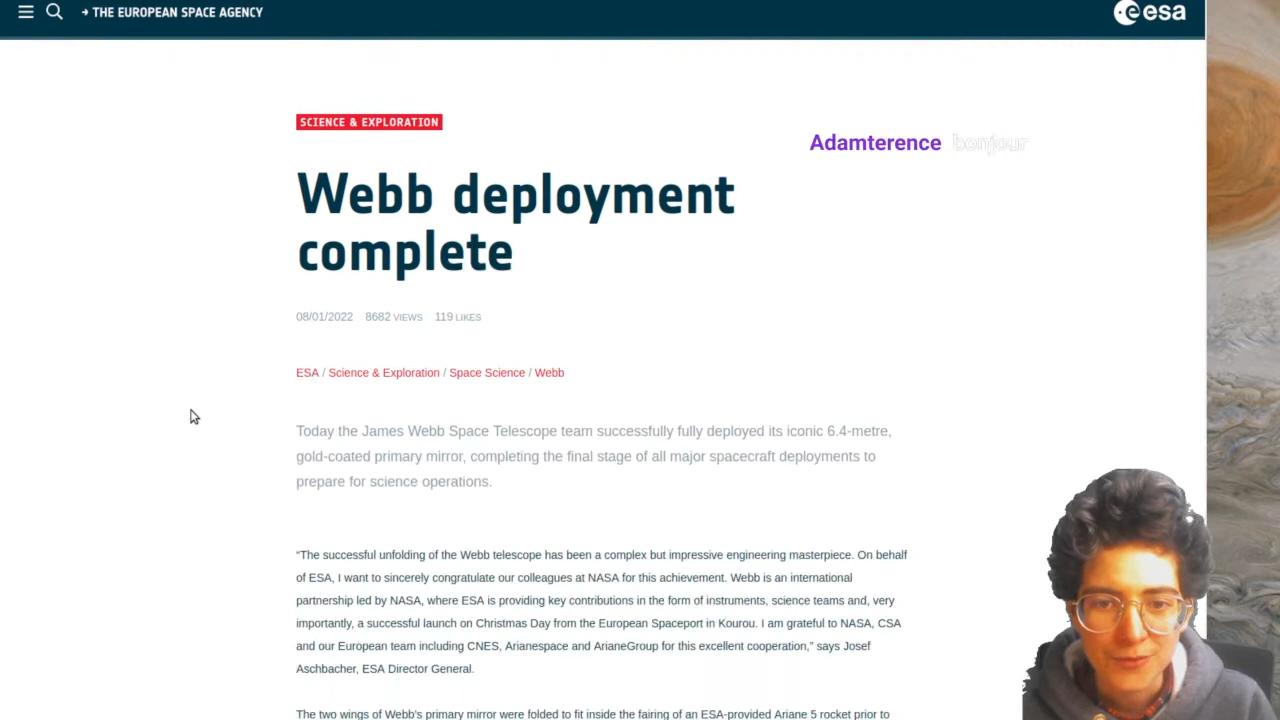 → THE EUROPEAN SPACE AGENCY
esa
SCIENCE & EXPLORATION
Adamterence bonjour
Webb deployment
complete
08/01/2022 8682 VIEWS 119 LIKES
ESA / Science & Exploration / Space Science / Webb
Today the James Webb Space Telescope team successfully fully deployed its iconic 6.4-metre,
gold-coated primary mirror, completing the final stage of all major spacecraft deployments to
prepare for science operations.
“The successful unfolding of the Webb telescope has been a complex but impressive engineering masterpiece. On behalf
of ESA, I want to sincerely congratulate our colleagues at NASA for this achievement. Webb is an international
partnership led by NASA, where ESA is providing key contributions in the form of instruments, science teams and, very
importantly, a successful launch on Christmas Day from the European Spaceport in Kourou. I am grateful to NASA, CSA
and our European team including CNES, Arianespace and ArianeGroup for this excellent cooperation,” says Josef
Aschbacher, ESA Director General.
The two wings of Webb's primary mirror were folded to fit inside the fairing of an ESA-provided Ariane 5 rocket prior to